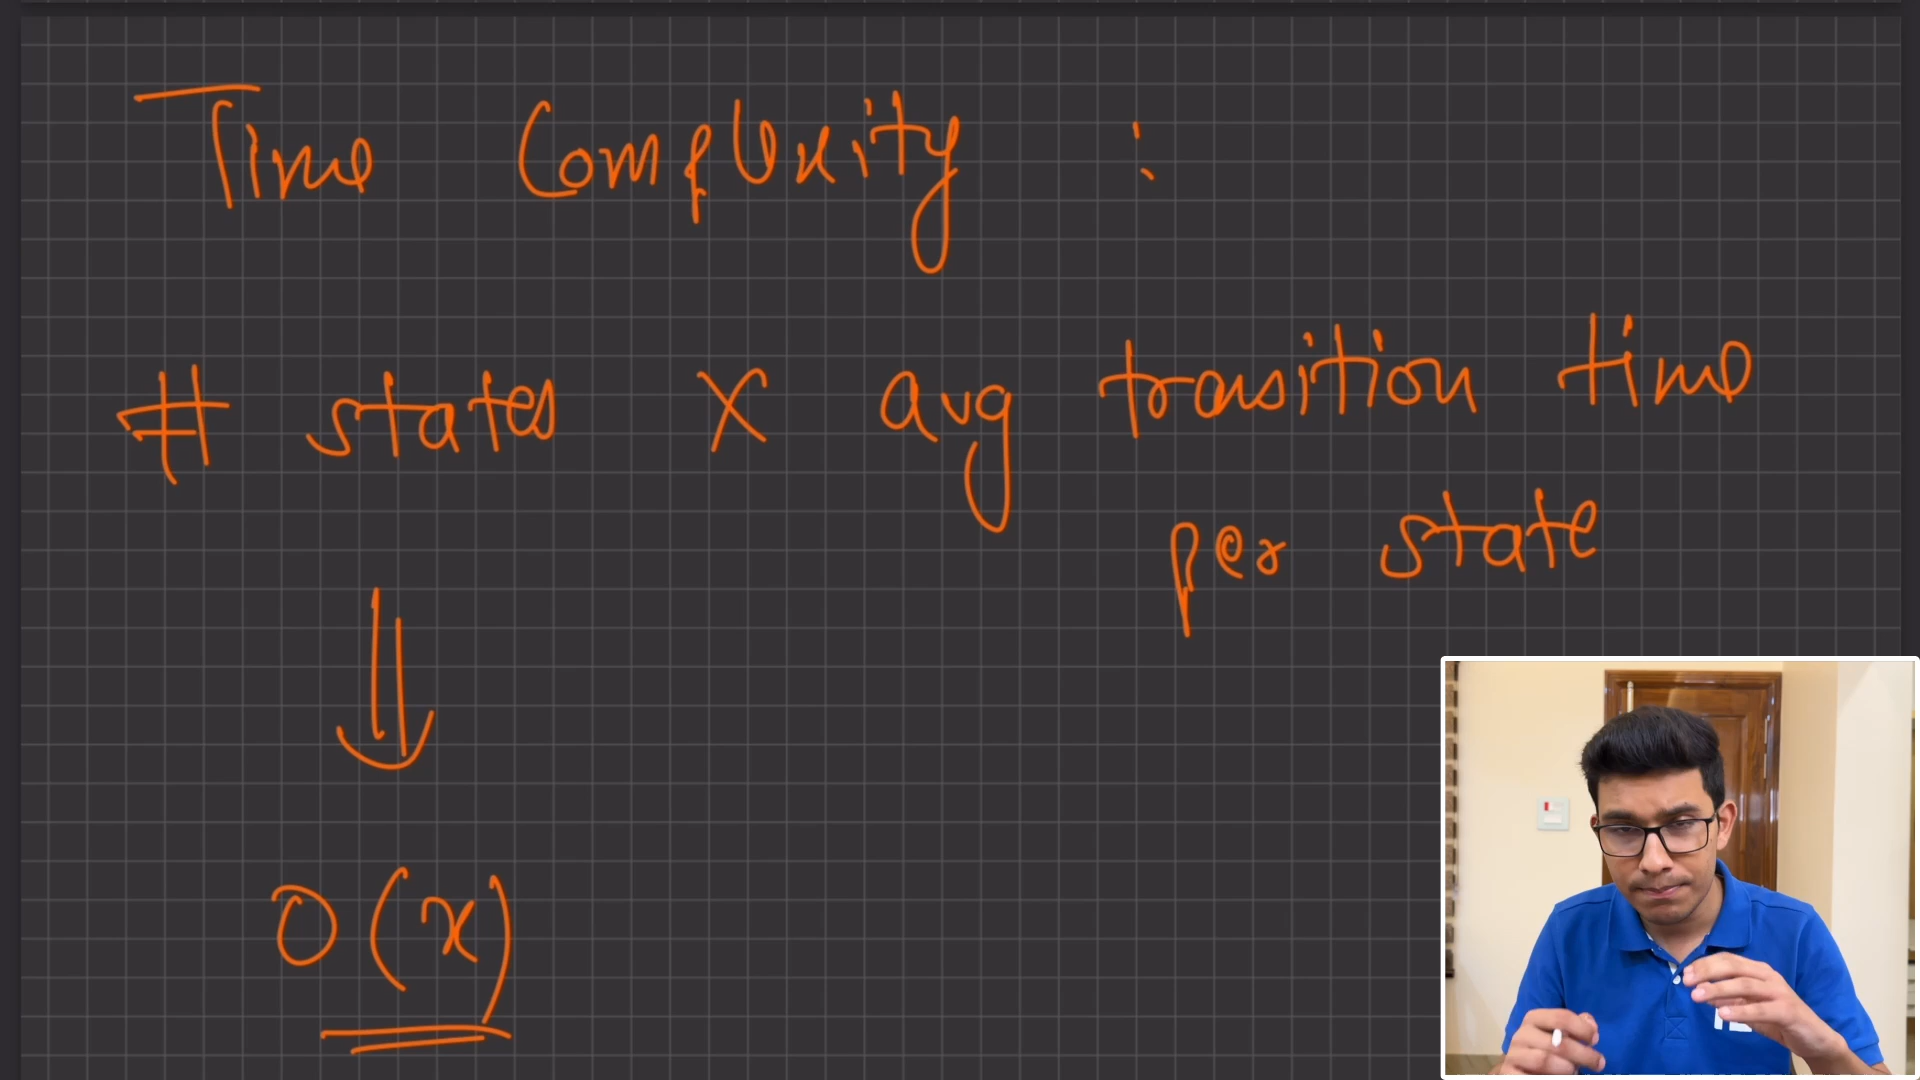 Time Complexity :
# states X avg transition time
per state
O(x)